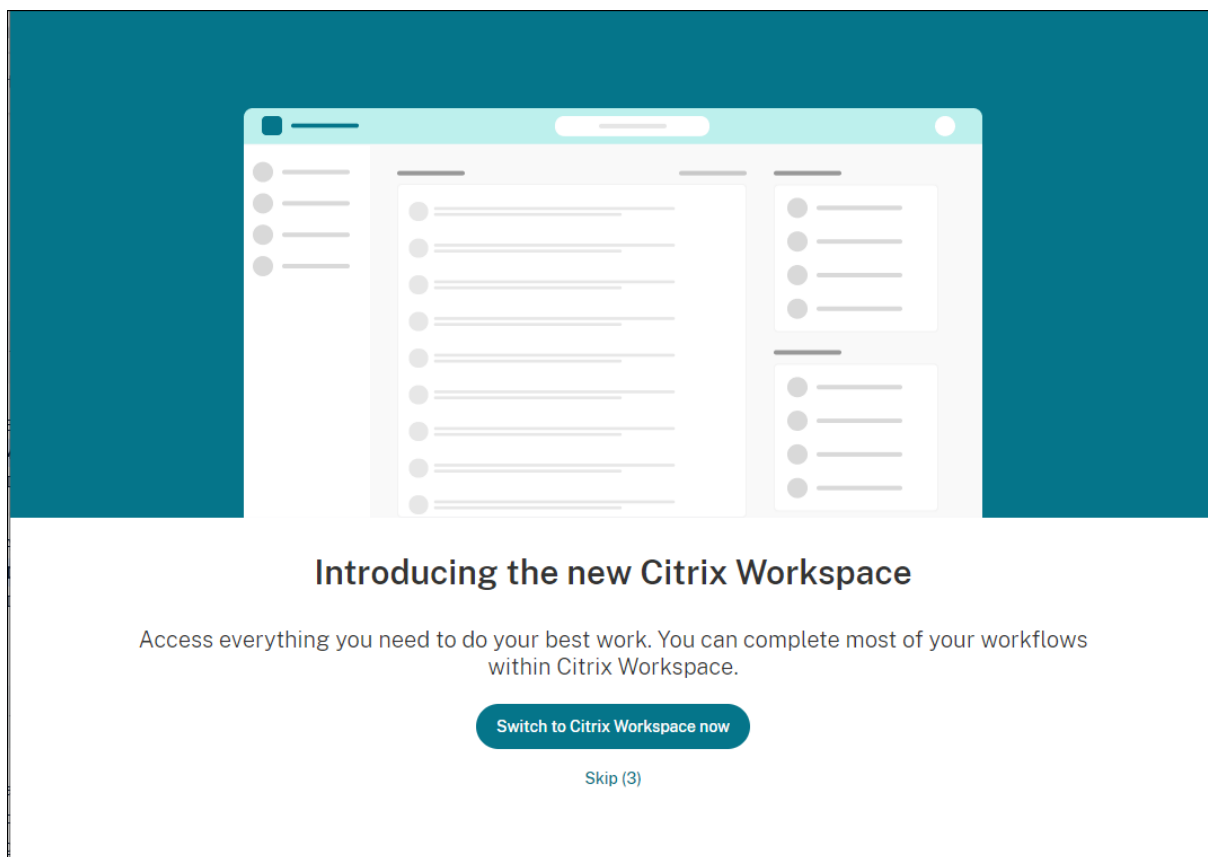 Introducing the new Citrix Workspace
Access everything you need to do your best work. You can complete most of your workflows
within Citrix Workspace.
Switch to Citrix Workspace now
Skip (3)